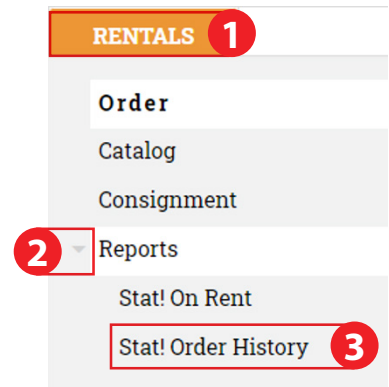 RENTALS 1
Order
Catalog
Consignment
2 Reports
Stat! On Rent
Stat! Order History 3